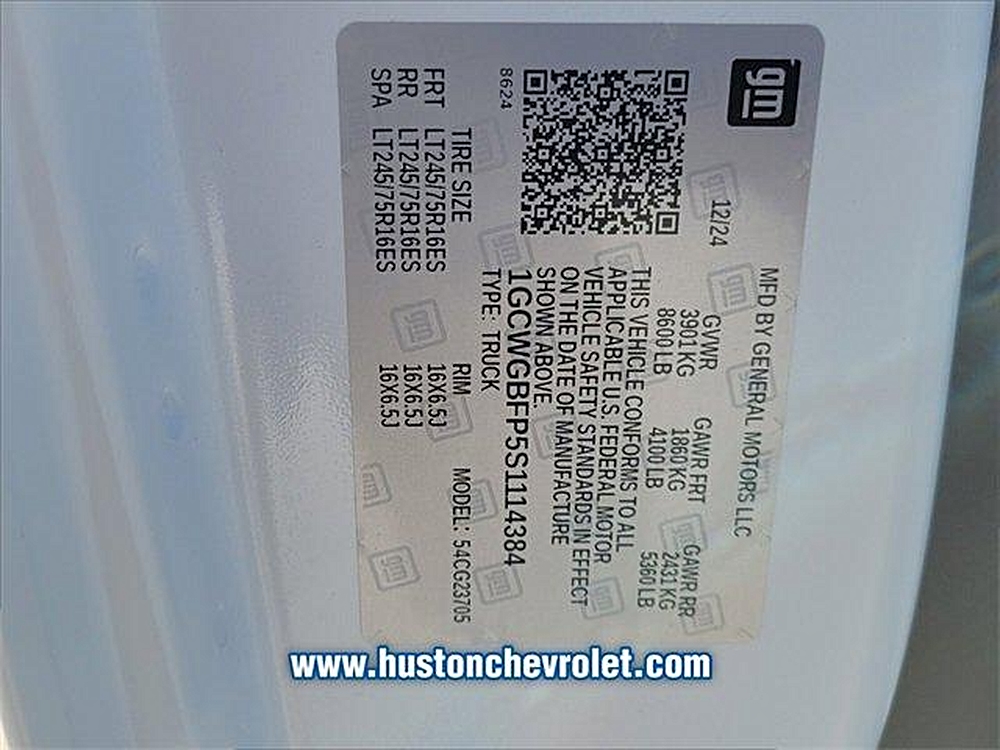 gm
MFD BY GENERAL MOTORS LLC
12/24
GVWR GAWR FRT GAWR RR
3901 KG 1860 KG 2431 KG
8600 LB 4100 LB 5360 LB
THIS VEHICLE CONFORMS TO ALL
APPLICABLE U.S. FEDERAL MOTOR
VEHICLE SAFETY STANDARDS IN EFFECT
ON THE DATE OF MANUFACTURE
SHOWN ABOVE.
1GCWGBFP5S1114384
TYPE: TRUCK
8624
MODEL: 54CG23705
TIRE SIZE RIM
FRT LT245/75R16ES 16X6.5J
RR LT245/75R16ES 16X6.5J
SPA LT245/75R16ES 16X6.5J
www.hustonchevrolet.com